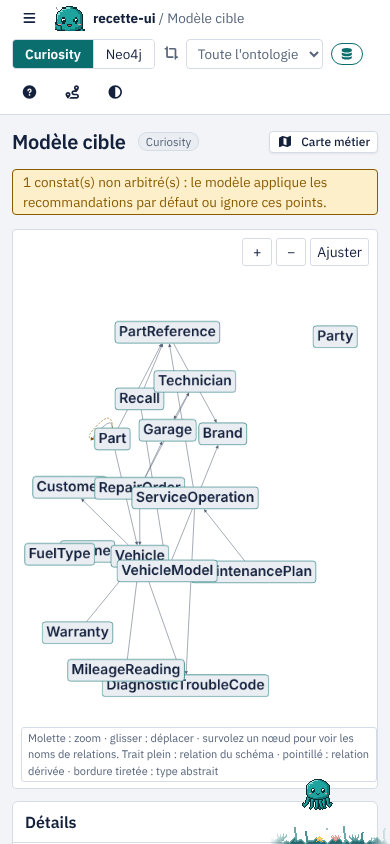 recette-ui / Modèle cible
Curiosity Neo4j Toute l'ontologie
Modèle cible Curiosity Carte métier
1 constat(s) non arbitré(s) : le modèle applique les
recommandations par défaut ou ignore ces points.
+ − Ajuster
PartReference
Party
Technician
Recall
Garage
Brand
Part
Custome
RepairOrder
ServiceOperation
FuelType
Vehicle
VehicleModel
intenancePlan
Warranty
MileageReading
DiagnosticTroubleCode
Molette : zoom · glisser : déplacer · survolez un nœud pour voir les
noms de relations. Trait plein : relation du schéma · pointillé : relation
dérivée · bordure tiretée : type abstrait
Détails